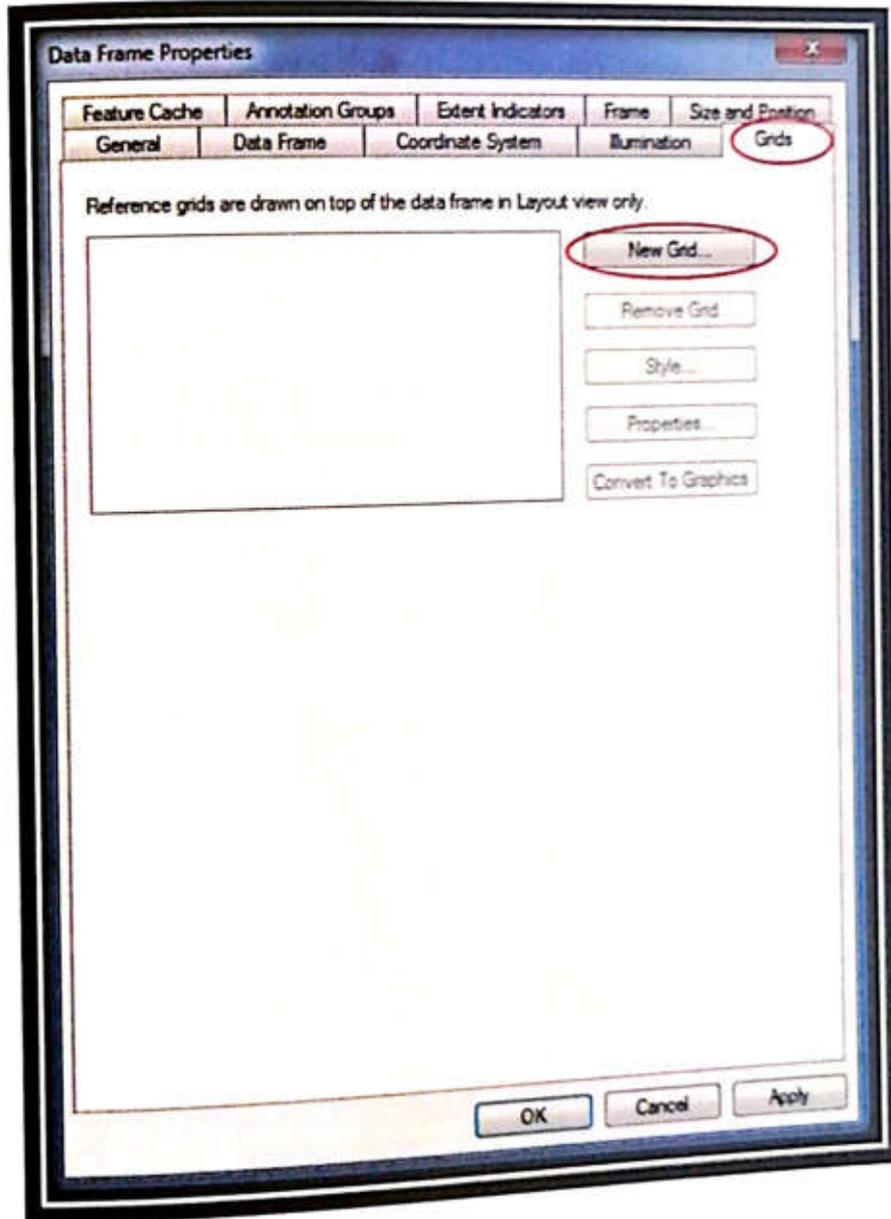 Data Frame Properties
Feature Cache Annotation Groups Extent Indicators Frame Size and Position
General Data Frame Coordinate System Illumination Grids
Reference grids are drawn on top of the data frame in Layout view only.
New Grid...
Remove Grid
Style...
Properties...
Convert To Graphics
OK Cancel Apply